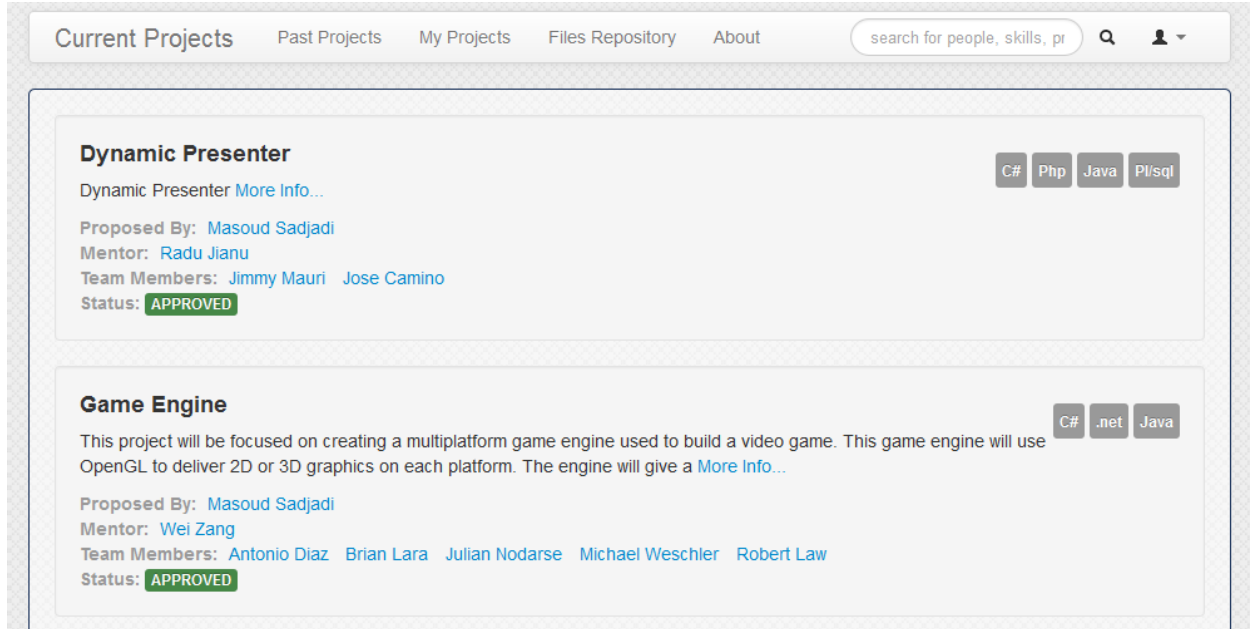 Current Projects Past Projects My Projects Files Repository About search for people, skills, pr
Dynamic Presenter
C# Php Java Pl/sql
Dynamic Presenter More Info...
Proposed By: Masoud Sadjadi
Mentor: Radu Jianu
Team Members: Jimmy Mauri Jose Camino
Status: APPROVED
Game Engine
C# .net Java
This project will be focused on creating a multiplatform game engine used to build a video game. This game engine will use
OpenGL to deliver 2D or 3D graphics on each platform. The engine will give a More Info...
Proposed By: Masoud Sadjadi
Mentor: Wei Zang
Team Members: Antonio Diaz Brian Lara Julian Nodarse Michael Weschler Robert Law
Status: APPROVED